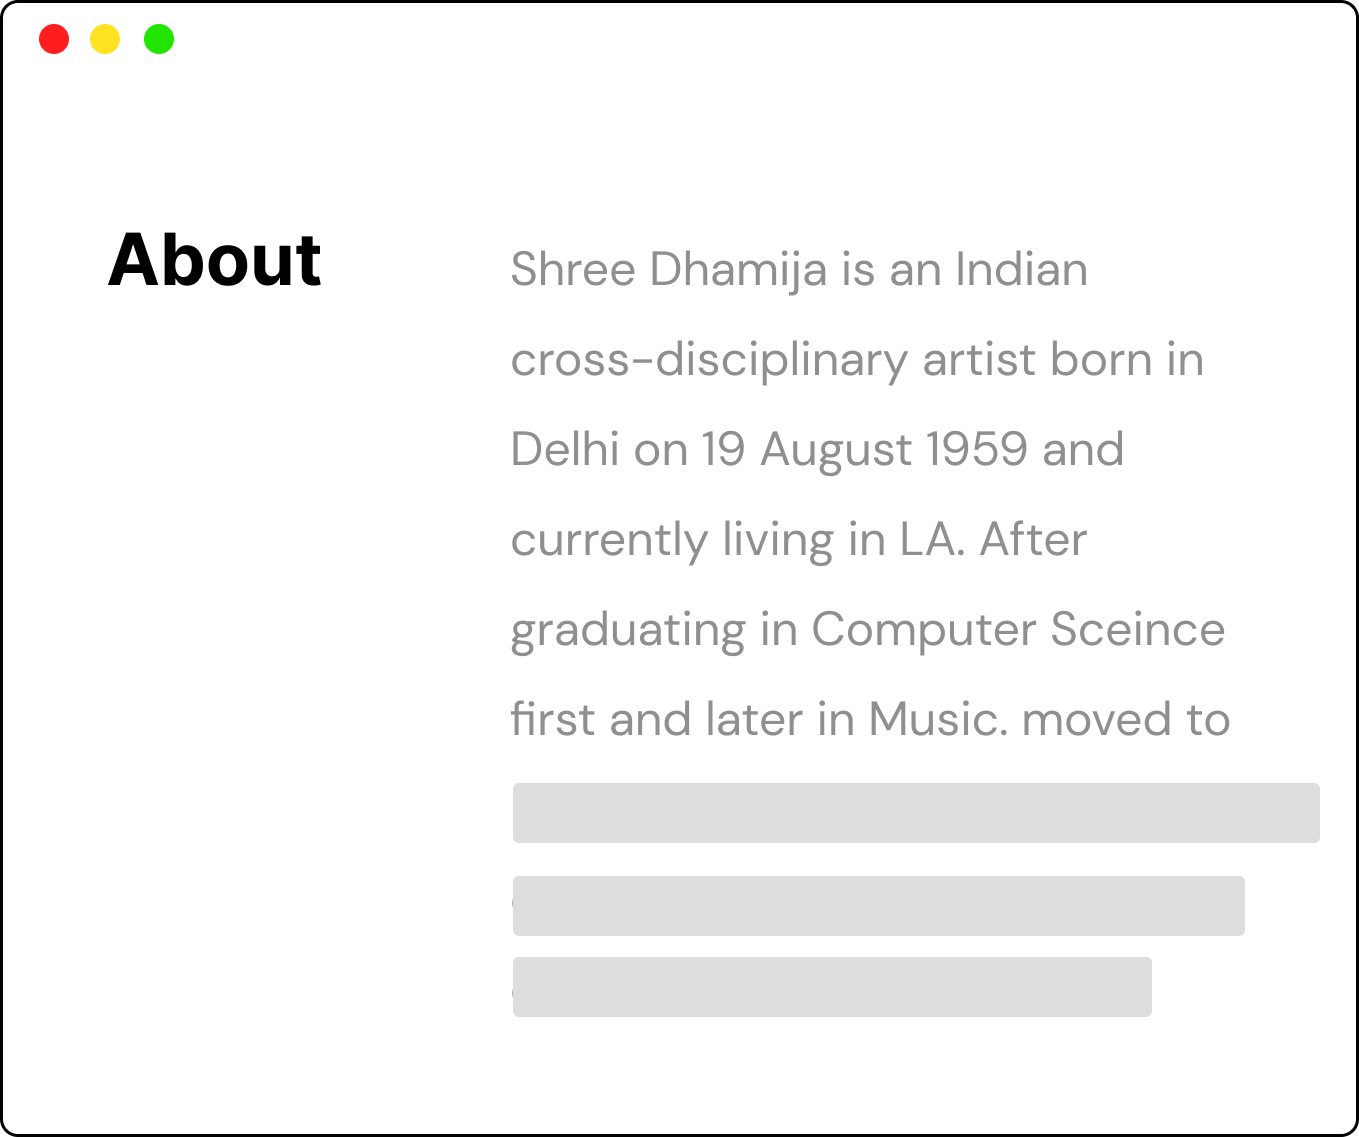 About
Shree Dhamija is an Indian
cross-disciplinary artist born in
Delhi on 19 August 1959 and
currently living in LA. After
graduating in Computer Sceince
first and later in Music. moved to